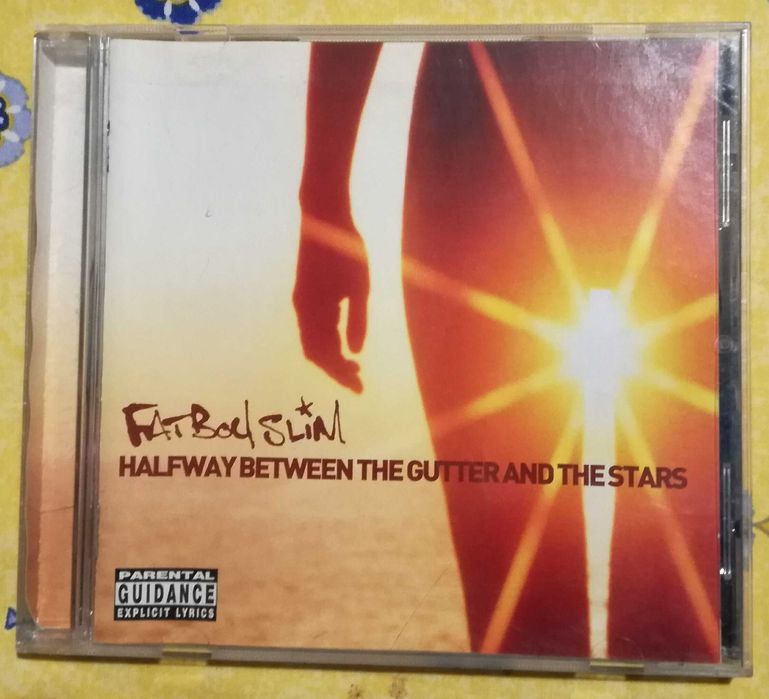 FATBOY SLIM
HALFWAY BETWEEN THE GUTTER AND THE STARS
PARENTAL
GUIDANCE
EXPLICIT LYRICS